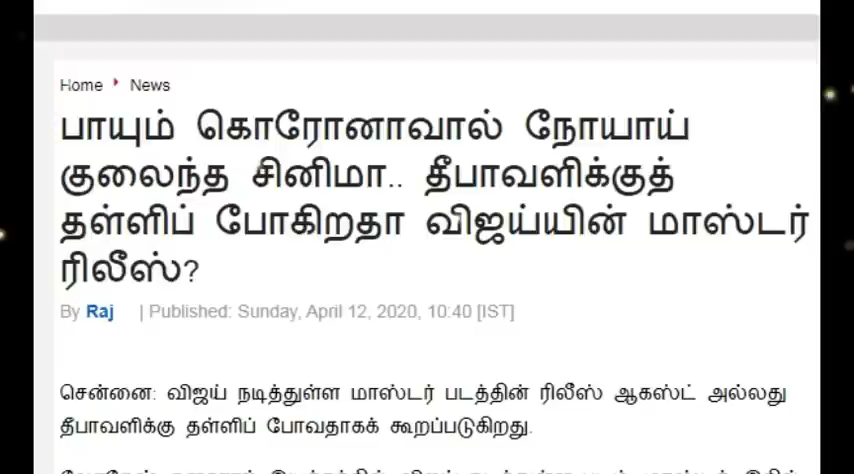 Home News
பாயும் கொரோனாவால் நோயாய்
குலைந்த சினிமா.. தீபாவளிக்குத்
தள்ளிப் போகிறதா விஜய்யின் மாஸ்டர்
ரிலீஸ்?
By Raj | Published: Sunday, April 12, 2020, 10:40 [IST]
சென்னை: விஜய் நடித்துள்ள மாஸ்டர் படத்தின் ரிலீஸ் ஆகஸ்ட் அல்லது
தீபாவளிக்கு தள்ளிப் போவதாகக் கூறப்படுகிறது.